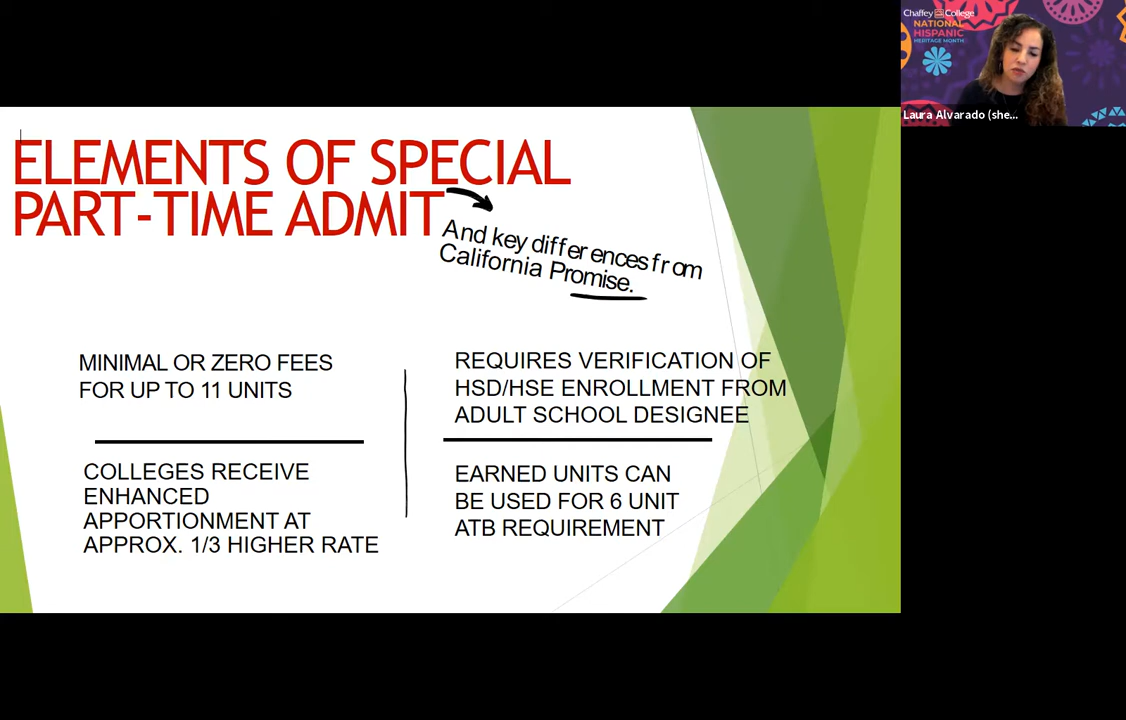 Chaffey College
NATIONAL
HISPANIC
HERITAGE MONTH
Laura Alvarado (she...
ELEMENTS OF SPECIAL
PART-TIME ADMIT
And key differences from
California Promise.
MINIMAL OR ZERO FEES
FOR UP TO 11 UNITS
COLLEGES RECEIVE
ENHANCED
APPORTIONMENT AT
APPROX. 1/3 HIGHER RATE
REQUIRES VERIFICATION OF
HSD/HSE ENROLLMENT FROM
ADULT SCHOOL DESIGNEE
EARNED UNITS CAN
BE USED FOR 6 UNIT
ATB REQUIREMENT